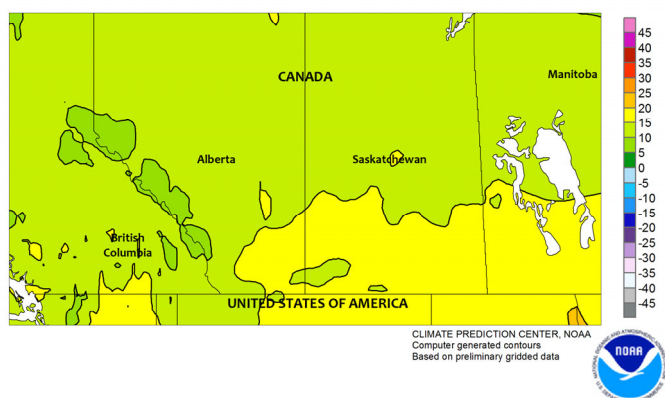 CANADA
Manitoba
Alberta
Saskatchewan
British
Columbia
UNITED STATES OF AMERICA
45
40
35
30
25
20
15
10
5
0
-5
-10
-15
-20
-25
-30
-35
-40
-45
CLIMATE PREDICTION CENTER, NOAA
Computer generated contours
Based on preliminary gridded data
NOAA